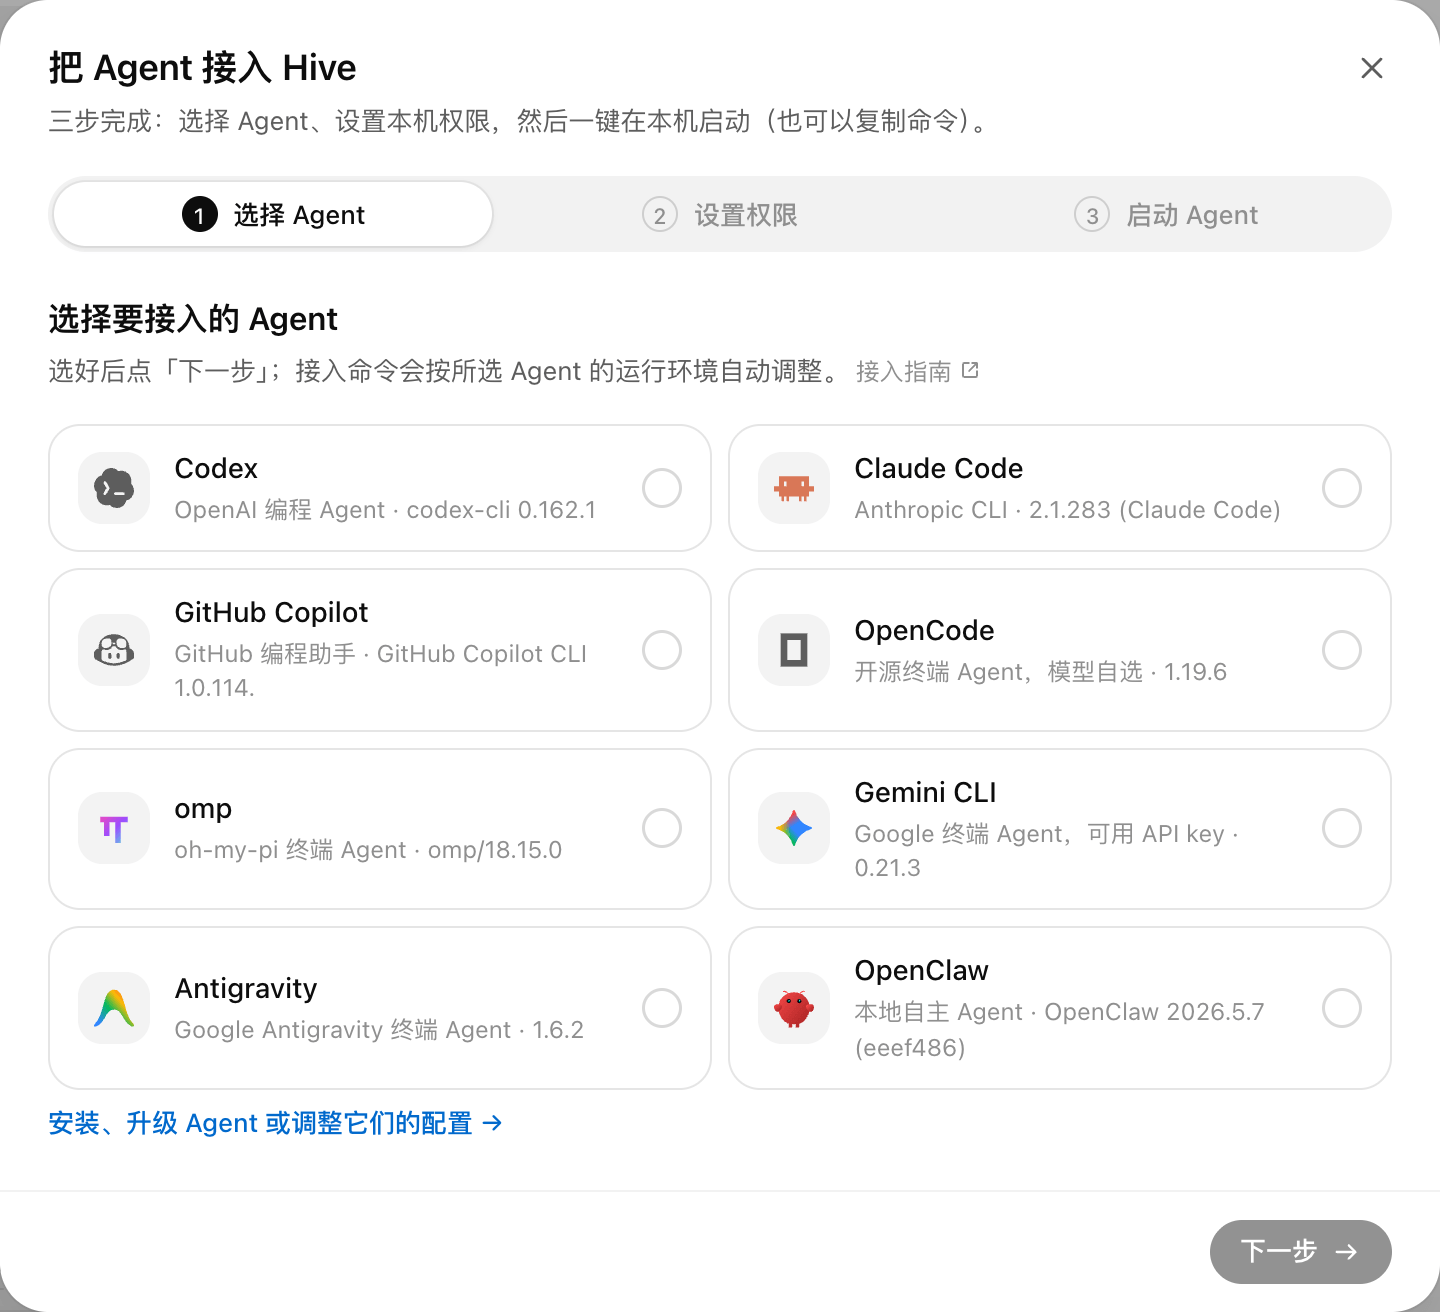 把 Agent 接入 Hive
三步完成：选择 Agent、设置本机权限，然后一键在本机启动（也可以复制命令）。
1 选择 Agent
2 设置权限
3 启动 Agent
选择要接入的 Agent
选好后点「下一步」；接入命令会按所选 Agent 的运行环境自动调整。 接入指南
Codex
OpenAI 编程 Agent · codex-cli 0.162.1
Claude Code
Anthropic CLI · 2.1.283 (Claude Code)
GitHub Copilot
GitHub 编程助手 · GitHub Copilot CLI
1.0.114.
OpenCode
开源终端 Agent，模型自选 · 1.19.6
omp
oh-my-pi 终端 Agent · omp/18.15.0
Gemini CLI
Google 终端 Agent，可用 API key ·
0.21.3
Antigravity
Google Antigravity 终端 Agent · 1.6.2
OpenClaw
本地自主 Agent · OpenClaw 2026.5.7
(eeef486)
安装、升级 Agent 或调整它们的配置 →
下一步 →